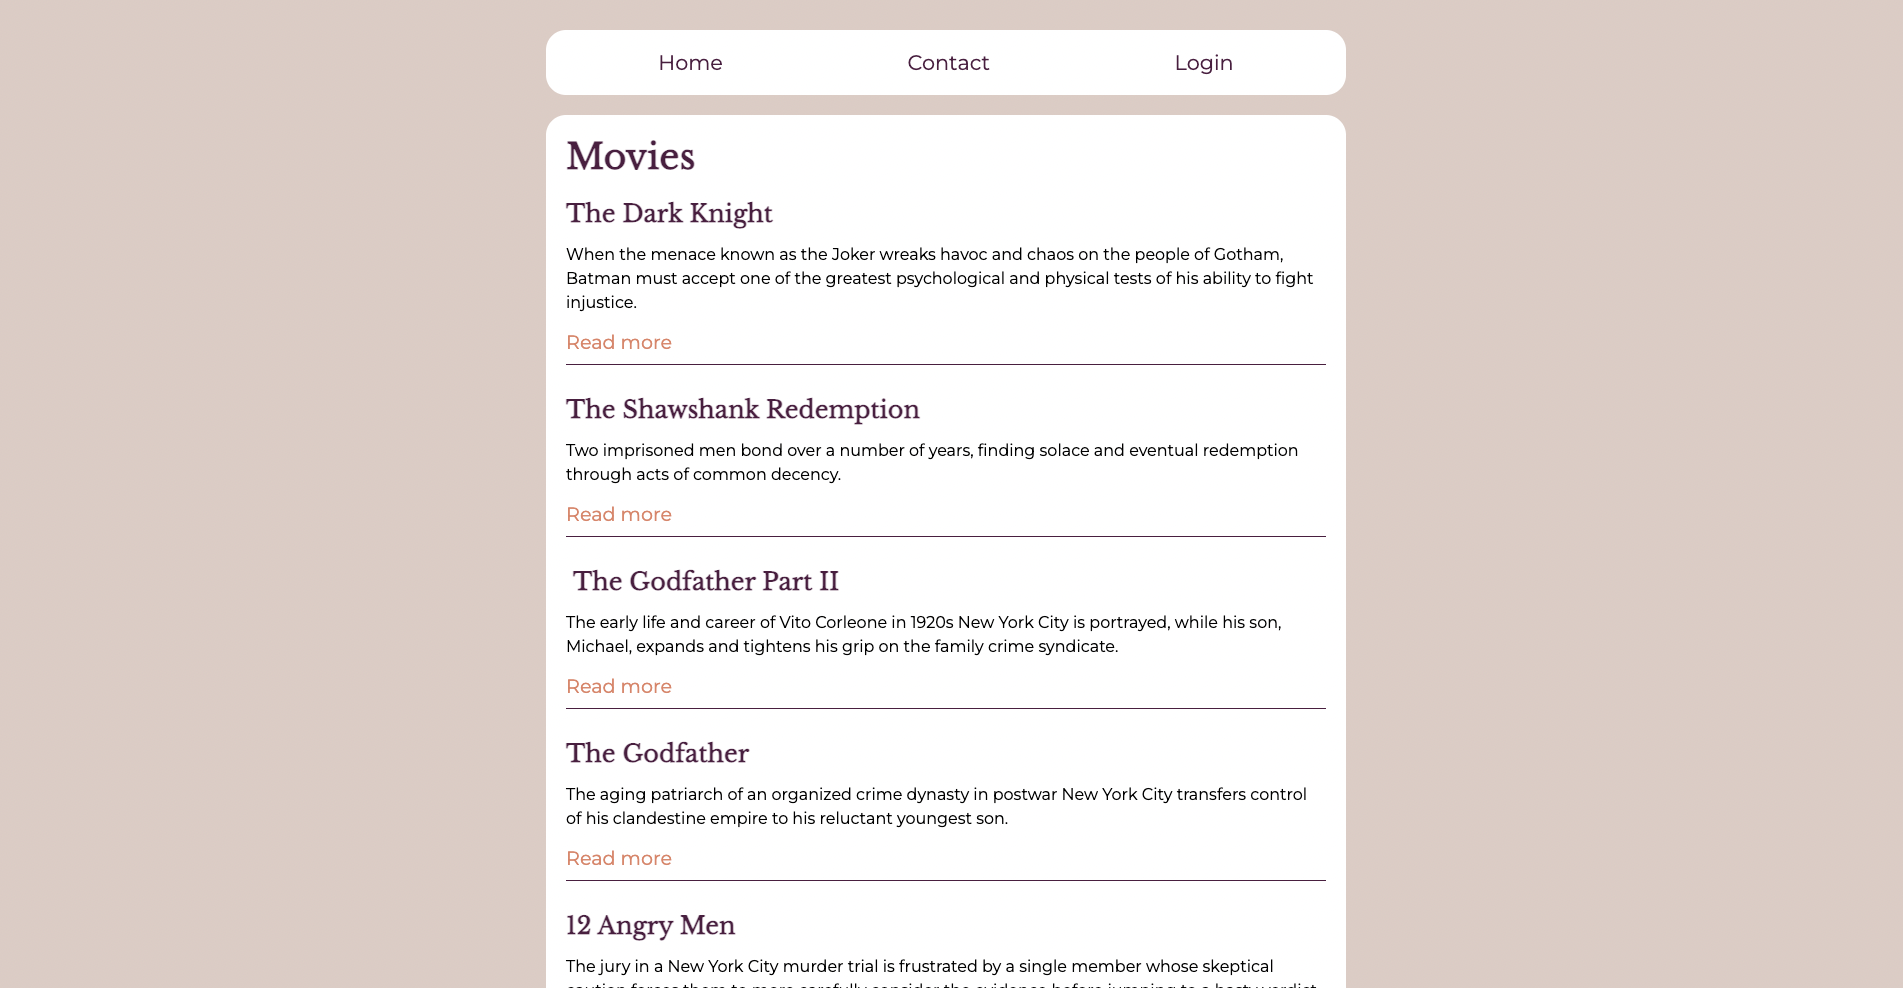 Home Contact Login
Movies
The Dark Knight
When the menace known as the Joker wreaks havoc and chaos on the people of Gotham,
Batman must accept one of the greatest psychological and physical tests of his ability to fight
injustice.
Read more
The Shawshank Redemption
Two imprisoned men bond over a number of years, finding solace and eventual redemption
through acts of common decency.
Read more
The Godfather Part II
The early life and career of Vito Corleone in 1920s New York City is portrayed, while his son,
Michael, expands and tightens his grip on the family crime syndicate.
Read more
The Godfather
The aging patriarch of an organized crime dynasty in postwar New York City transfers control
of his clandestine empire to his reluctant youngest son.
Read more
12 Angry Men
The jury in a New York City murder trial is frustrated by a single member whose skeptical